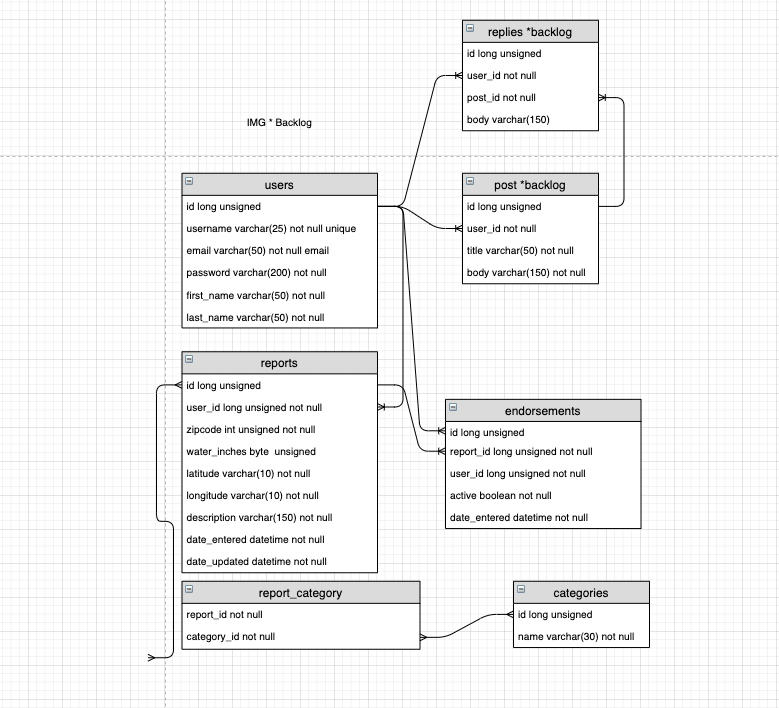 replies *backlog
id long unsigned
user_id not null
post_id not null
body varchar(150)
IMG * Backlog
users
id long unsigned
username varchar(25) not null unique
email varchar(50) not null email
password varchar(200) not null
first_name varchar(50) not null
last_name varchar(50) not null
post *backlog
id long unsigned
user_id not null
title varchar(50) not null
body varchar(150) not null
reports
id long unsigned
user_id long unsigned not null
zipcode int unsigned not null
water_inches byte  unsigned
latitude varchar(10) not null
longitude varchar(10) not null
description varchar(150) not null
date_entered datetime not null
date_updated datetime not null
endorsements
id long unsigned
report_id long unsigned not null
user_id long unsigned not null
active boolean not null
date_entered datetime not null
report_category
report_id not null
category_id not null
categories
id long unsigned
name varchar(30) not null